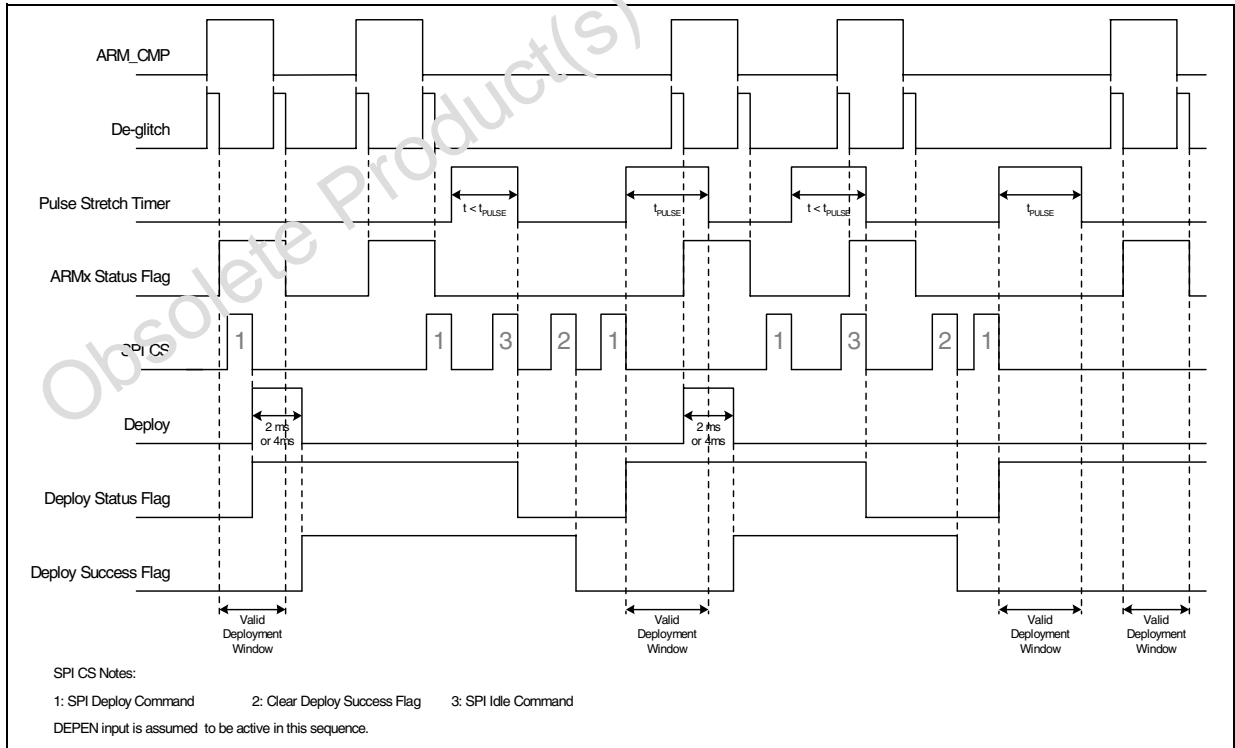 Obsolete Product(s)
ARM_CMP
De-glitch
Pulse Stretch Timer
t < tPULSE
tPULSE
t < tPULSE
tPULSE
ARMx Status Flag
SPI CS
1
1
3
2
1
1
3
2
1
Deploy
2 ms
or 4ms
2 ms
or 4ms
Deploy Status Flag
Deploy Success Flag
Valid
Deployment
Window
Valid
Deployment
Window
Valid
Deployment
Window
Valid
Deployment
Window
SPI CS Notes:
1: SPI Deploy Command 2: Clear Deploy Success Flag 3: SPI Idle Command
DEPEN input is assumed to be active in this sequence.